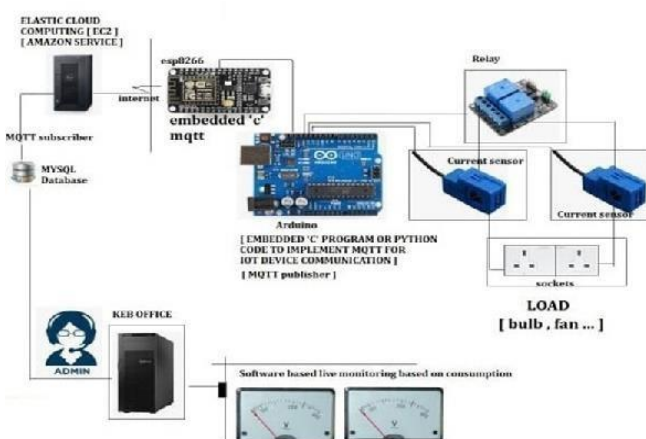 ELASTIC CLOUD
COMPUTING [ EC2 ]
[ AMAZON SERVICE ]
esp8266
internet
embedded 'c'
mqtt
MQTT subscriber
MYSQL
Database
Relay
Current sensor
Current sensor
Arduino
[ EMBEDDED 'C' PROGRAM OR PYTHON
CODE TO IMPLEMENT MQTT FOR
IOT DEVICE COMMUNICATION ]
[ MQTT publisher ]
sockets
LOAD
[ bulb , fan ... ]
KEB OFFICE
ADMIN
Software based live monitoring based on consumption
V
V